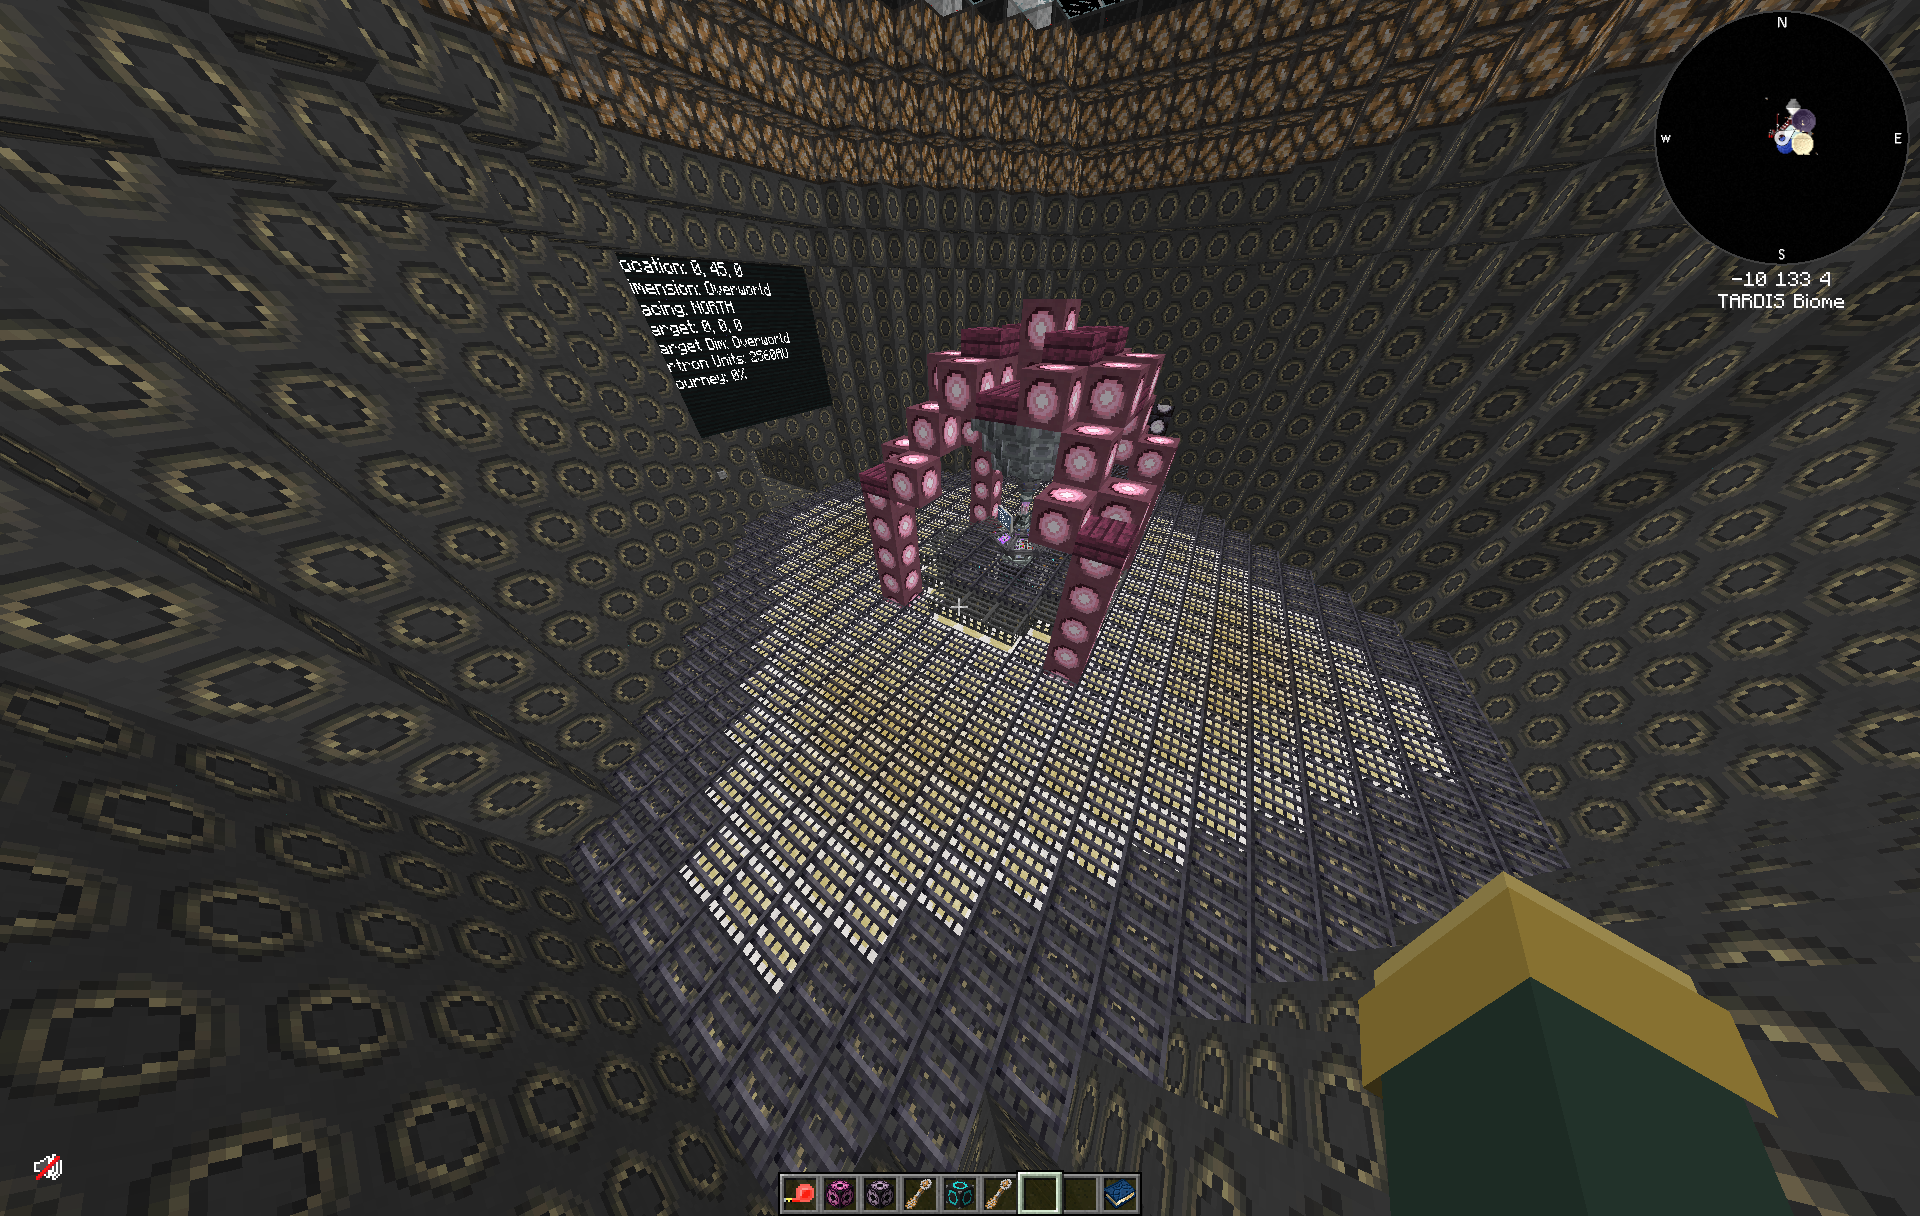 ocation: 0, 45, 0
imension: Overworld
acing: NORTH
arget: 0, 0, 0
arget Dim: Overworld
rtron Units: 2560AU
ourney: 0%
N
W
E
S
-10 133 4
TARDIS Biome